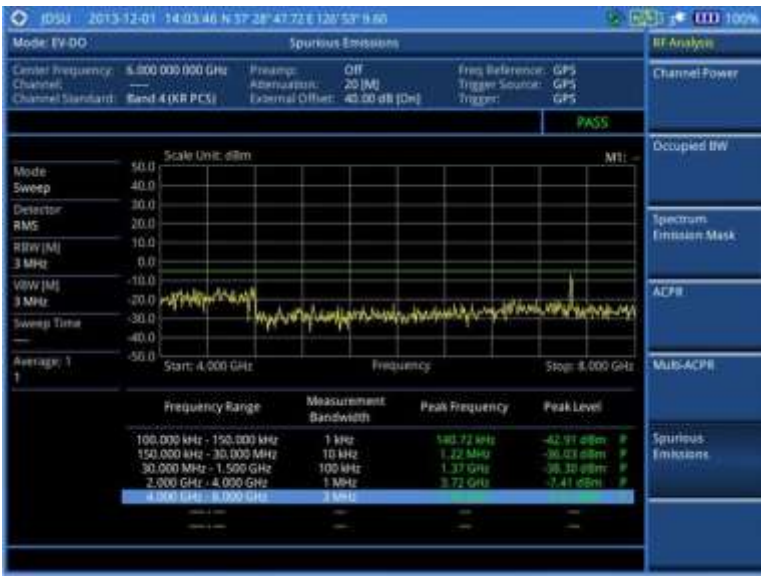 JDSU 2013-12-01 14:03:46 N 37° 28' 47.72 E 126° 53' 9.60 100%
Mode: EV-DO Spurious Emissions RF Analysis
Center Frequency: 6.000 000 000 GHz Preamp: Off Freq Reference: GPS
Channel: ---- Attenuation: 20 [M] Trigger Source: GPS
Channel Standard: Band 4 (KR PCS) External Offset: 40.00 dB [On] Trigger: GPS
Channel Power
PASS
Occupied BW
Scale Unit: dBm M1: --
Mode
Sweep
Detector
RMS
RBW [M]
3 MHz
VBW [M]
3 MHz
Sweep Time
---
Average: 1
1
50.0
40.0
30.0
20.0
10.0
0.0
-10.0
-20.0
-30.0
-40.0
-50.0
Start: 4.000 GHz Frequency Stop: 8.000 GHz
Spectrum
Emission Mask
ACPR
Multi-ACPR
Spurious
Emissions
Frequency Range Measurement Bandwidth Peak Frequency Peak Level
100.000 kHz - 150.000 kHz 1 kHz 140.72 kHz -42.91 dBm P
150.000 kHz - 30.000 MHz 10 kHz 1.22 MHz -36.03 dBm P
30.000 MHz - 1.500 GHz 100 kHz 1.37 GHz -38.30 dBm P
2.000 GHz - 4.000 GHz 1 MHz 3.72 GHz -7.41 dBm P
4.000 GHz - 8.000 GHz 3 MHz
---- - ---- ---- ---- ----
---- - ---- ---- ---- ----